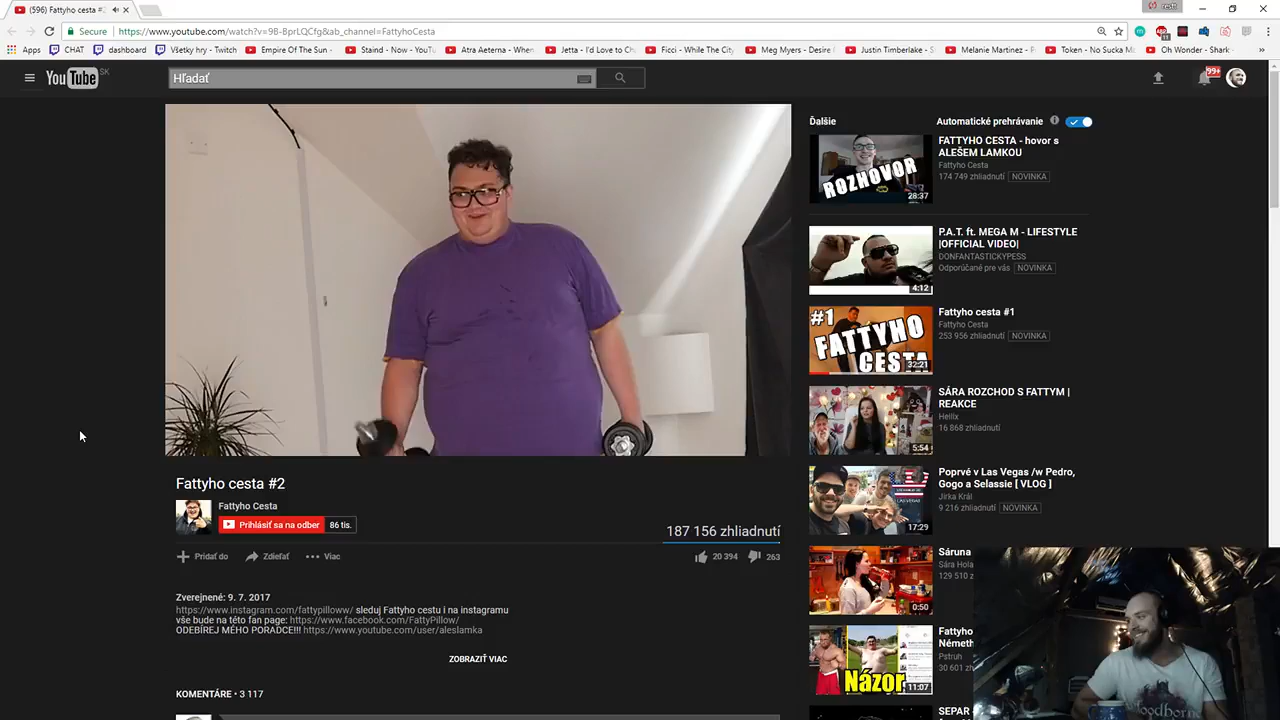 (596) Fattyho cesta #2
restt
Secure
https://www.youtube.com/watch?v=9B-BprLQCfg&ab_channel=FattyhoCesta
Apps
CHAT
dashboard
Všetky hry - Twitch
Empire Of The Sun -
Staind - Now - YouT
Atra Aeterna - When
Jetta - I'd Love to Ch
Ficci - While The City
Meg Myers - Desire
Justin Timberlake - S
Melanie Martinez - P
Token - No Sucka M
Oh Wonder - Shark
YouTube SK
Hľadať
99+
Ďalšie
Automatické prehrávanie
ROZHOVOR
28:37
FATTYHO CESTA - hovor s
ALEŠEM LAMKOU
Fattyho Cesta
174 749 zhliadnutí
NOVINKA
4:12
P.A.T. ft. MEGA M - LIFESTYLE
|OFFICIAL VIDEO|
DONFANTASTICKYPESS
Odporúčané pre vás
NOVINKA
#1
FATTYHO
CESTA
32:21
Fattyho cesta #1
Fattyho Cesta
253 956 zhliadnutí
NOVINKA
5:54
SÁRA ROZCHOD S FATTYM |
REAKCE
Hellix
16 868 zhliadnutí
17:29
Poprvé v Las Vegas /w Pedro,
Gogo a Selassie [ VLOG ]
Jirka Král
9 216 zhliadnutí
NOVINKA
0:50
Sáruna
Sára Hola
129 510 z
Názor
11:07
Fattyho
Németh
Pstruh
30 601 z
SEPAR
Fattyho cesta #2
Fattyho Cesta
Prihlásiť sa na odber
86 tis.
187 156 zhliadnutí
Pridať do
Zdieľať
Viac
20 394
263
Zverejnené: 9. 7. 2017
https://www.instagram.com/fattypilloww/ sleduj Fattyho cestu i na instagramu
vše bude na této fan page: https://www.facebook.com/FattyPillow/
ODEBÍREJ MÉHO PORADCE!!! https://www.youtube.com/user/aleslamka
ZOBRAZIŤ VIAC
KOMENTÁRE • 3 117
Bloodborne